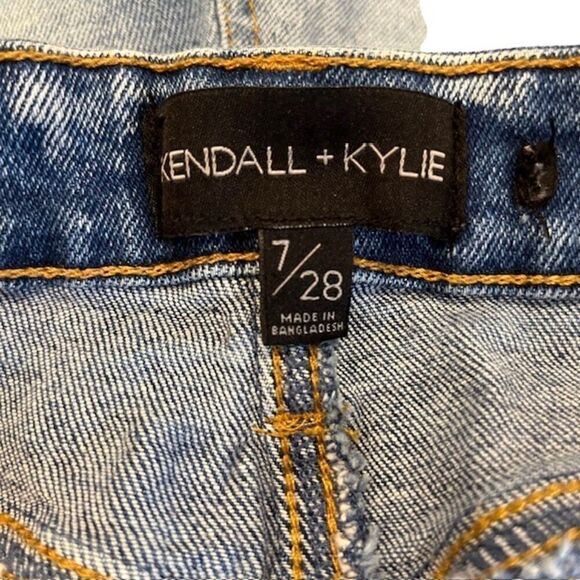 KENDALL + KYLIE
7/28
MADE IN
BANGLADESH